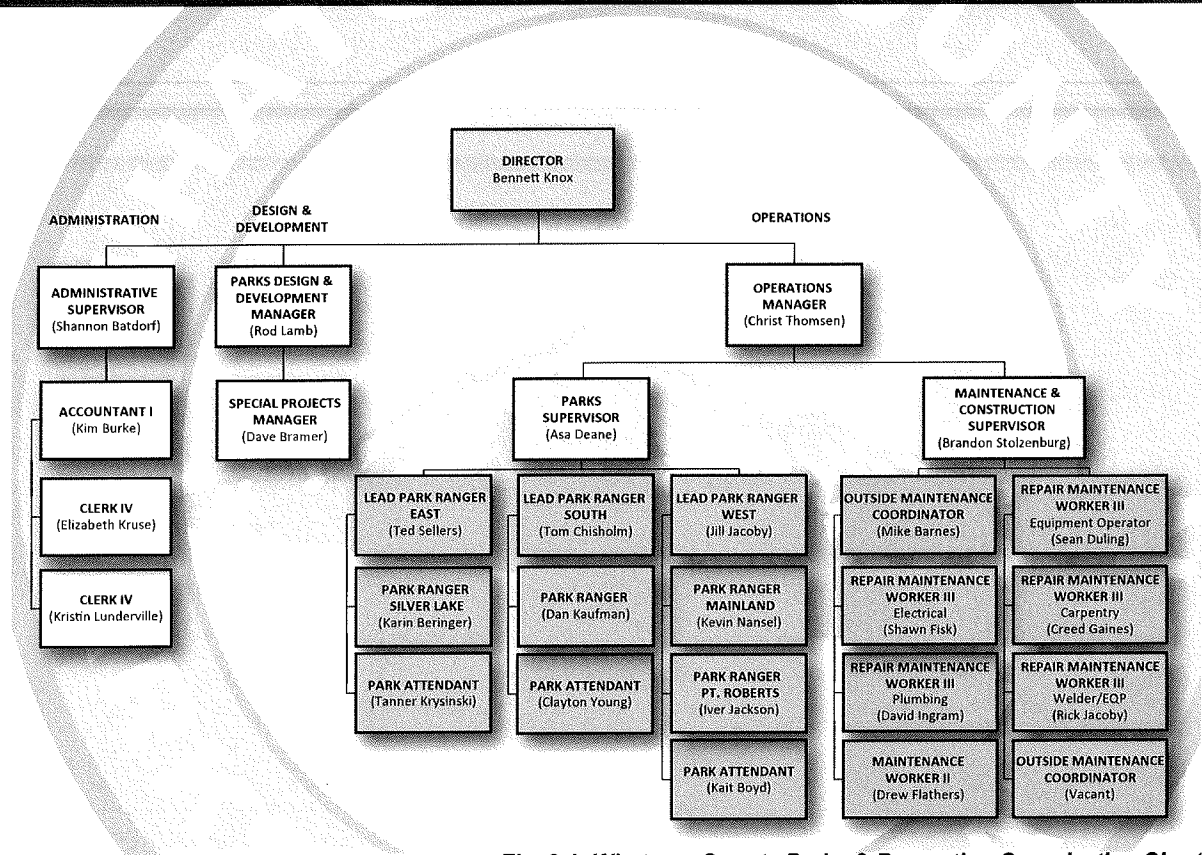 DIRECTOR
Bennett Knox
ADMINISTRATION
DESIGN &
DEVELOPMENT
OPERATIONS
ADMINISTRATIVE
SUPERVISOR
(Shannon Batdorf)
PARKS DESIGN &
DEVELOPMENT
MANAGER
(Rod Lamb)
OPERATIONS
MANAGER
(Christ Thomsen)
ACCOUNTANT I
(Kim Burke)
SPECIAL PROJECTS
MANAGER
(Dave Bramer)
PARKS
SUPERVISOR
(Asa Deane)
MAINTENANCE &
CONSTRUCTION
SUPERVISOR
(Brandon Stolzenburg)
CLERK IV
(Elizabeth Kruse)
CLERK IV
(Kristin Lunderville)
LEAD PARK RANGER
EAST
(Ted Sellers)
PARK RANGER
SILVER LAKE
(Karin Beringer)
PARK ATTENDANT
(Tanner Krysinski)
LEAD PARK RANGER
SOUTH
(Tom Chisholm)
PARK RANGER
(Dan Kaufman)
PARK ATTENDANT
(Clayton Young)
LEAD PARK RANGER
WEST
(Jill Jacoby)
PARK RANGER
MAINLAND
(Kevin Nansel)
PARK RANGER
PT. ROBERTS
(Iver Jackson)
PARK ATTENDANT
(Kait Boyd)
OUTSIDE MAINTENANCE
COORDINATOR
(Mike Barnes)
REPAIR MAINTENANCE
WORKER III
Electrical
(Shawn Fisk)
REPAIR MAINTENANCE
WORKER III
Plumbing
(David Ingram)
MAINTENANCE
WORKER II
(Drew Flathers)
REPAIR MAINTENANCE
WORKER III
Equipment Operator
(Sean Duling)
REPAIR MAINTENANCE
WORKER III
Carpentry
(Creed Gaines)
REPAIR MAINTENANCE
WORKER III
Welder/EQP
(Rick Jacoby)
OUTSIDE MAINTENANCE
COORDINATOR
(Vacant)